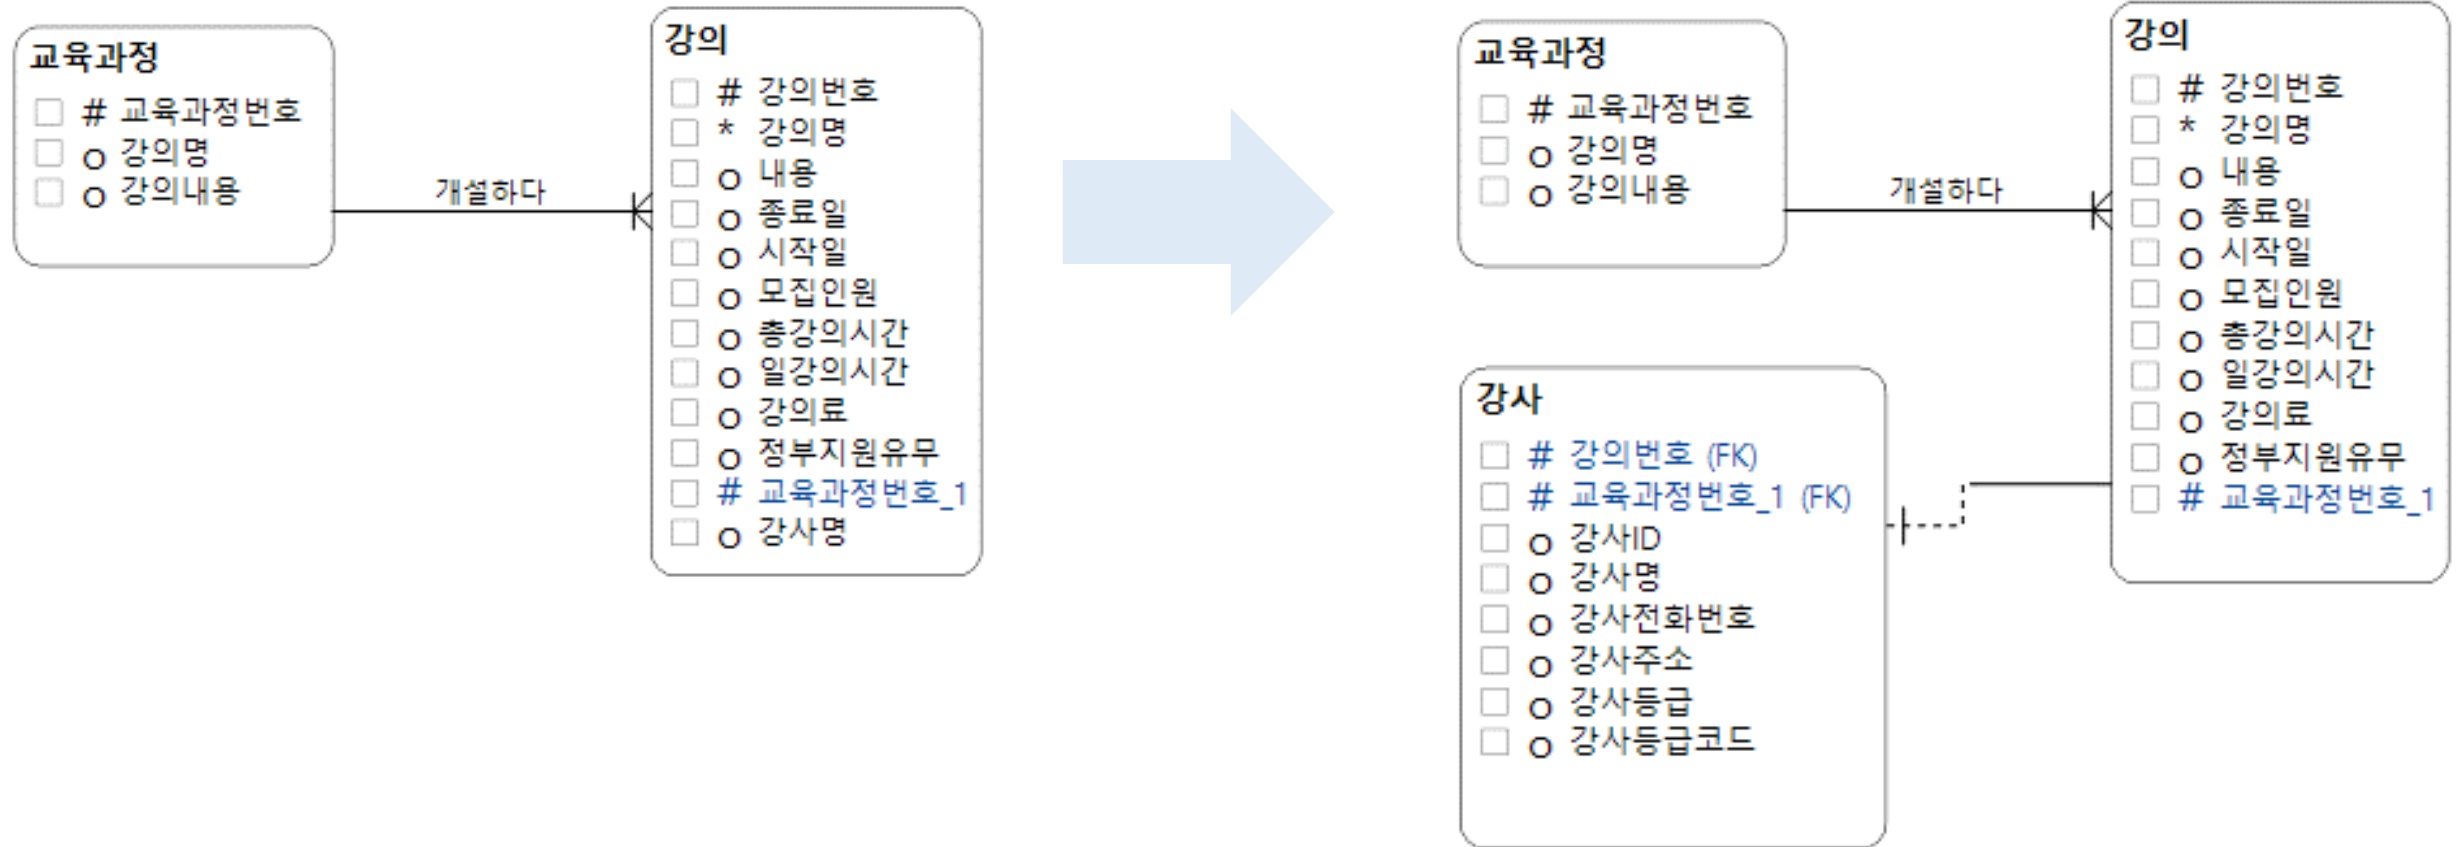 교육과정
# 교육과정번호
o 강의명
o 강의내용
개설하다
강의
# 강의번호
* 강의명
o 내용
o 종료일
o 시작일
o 모집인원
o 총강의시간
o 일강의시간
o 강의료
o 정부지원유무
# 교육과정번호_1
o 강사명
교육과정
# 교육과정번호
o 강의명
o 강의내용
개설하다
강의
# 강의번호
* 강의명
o 내용
o 종료일
o 시작일
o 모집인원
o 총강의시간
o 일강의시간
o 강의료
o 정부지원유무
# 교육과정번호_1
강사
# 강의번호 (FK)
# 교육과정번호_1 (FK)
o 강사ID
o 강사명
o 강사전화번호
o 강사주소
o 강사등급
o 강사등급코드